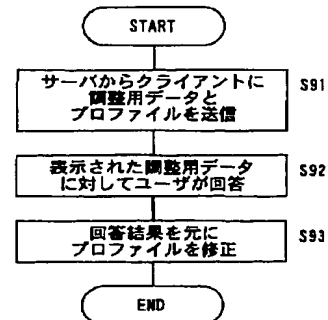 START
サーバからクライアントに
調整用データと
プロファイルを送信
S91
表示された調整用データ
に対してユーザが回答
S92
回答結果を元に
プロファイルを修正
S93
END